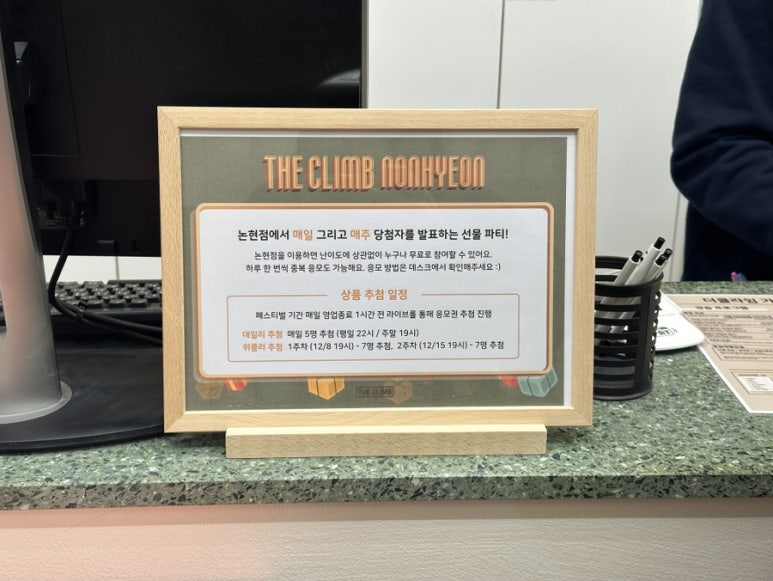 THE CLIMB NONHYEON
논현점에서 매일 그리고 매주 당첨자를 발표하는 선물 파티!
논현점을 이용하면 난이도에 상관없이 누구나 무료로 참여할 수 있어요.
하루 한 번씩 중복 응모도 가능해요. 응모 방법은 데스크에서 확인해주세요 :)
상품 추첨 일정
페스티벌 기간 매일 영업종료 1시간 전 라이브를 통해 응모권 추첨 진행
데일리 추첨 매일 5명 추첨 (평일 22시 / 주말 19시)
위클리 추첨 1주차 (12/8 19시) - 7명 추첨, 2주차 (12/15 19시) - 7명 추첨
THE CLIMB
더클라임